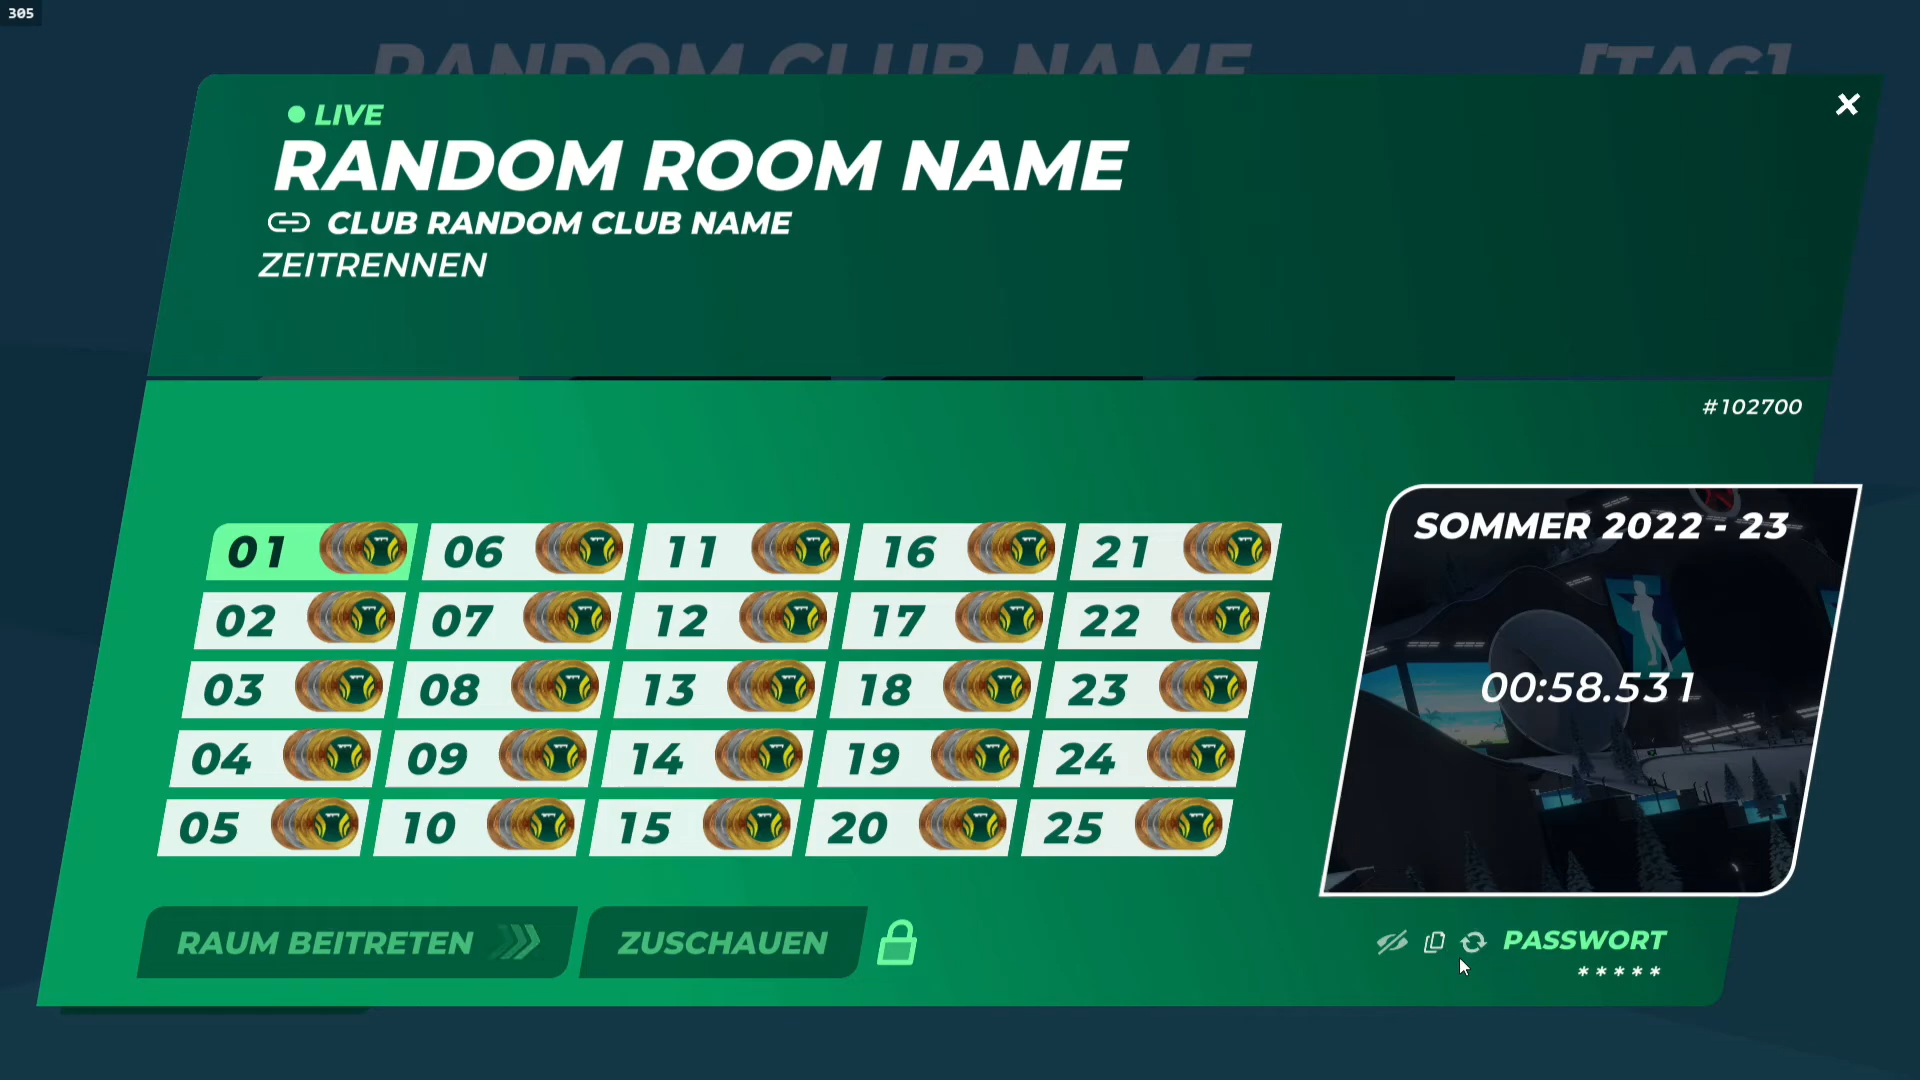 305
RANDOM CLUB NAME [TAG]
LIVE
RANDOM ROOM NAME
CLUB RANDOM CLUB NAME
ZEITRENNEN
#102700
SOMMER 2022 - 23
00:58.531
01 06 11 16 21
02 07 12 17 22
03 08 13 18 23
04 09 14 19 24
05 10 15 20 25
RAUM BEITRETEN
ZUSCHAUEN
PASSWORT
*****